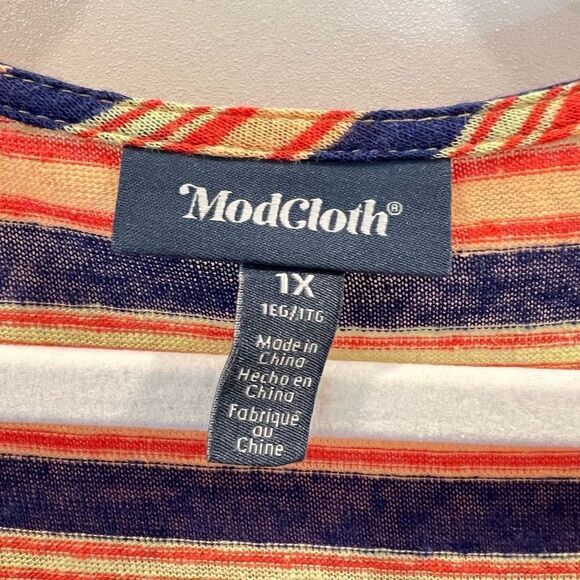 ModCloth®
1X
1EG/1TG
Made in
China
Hecho en
China
Fabriqué
au
Chine